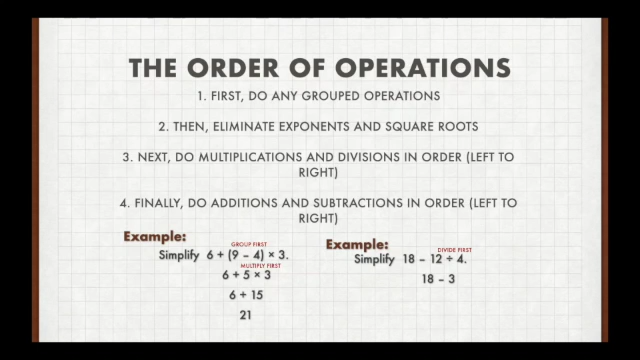 THE ORDER OF OPERATIONS
1. FIRST, DO ANY GROUPED OPERATIONS
2. THEN, ELIMINATE EXPONENTS AND SQUARE ROOTS
3. NEXT, DO MULTIPLICATIONS AND DIVISIONS IN ORDER (LEFT TO
RIGHT)
4. FINALLY, DO ADDITIONS AND SUBTRACTIONS IN ORDER (LEFT TO
RIGHT)
Example:
GROUP FIRST
Simplify 6 + (9 – 4) × 3.
MULTIPLY FIRST
6 + 5 × 3
6 + 15
21
Example:
DIVIDE FIRST
Simplify 18 – 12 ÷ 4.
18 – 3